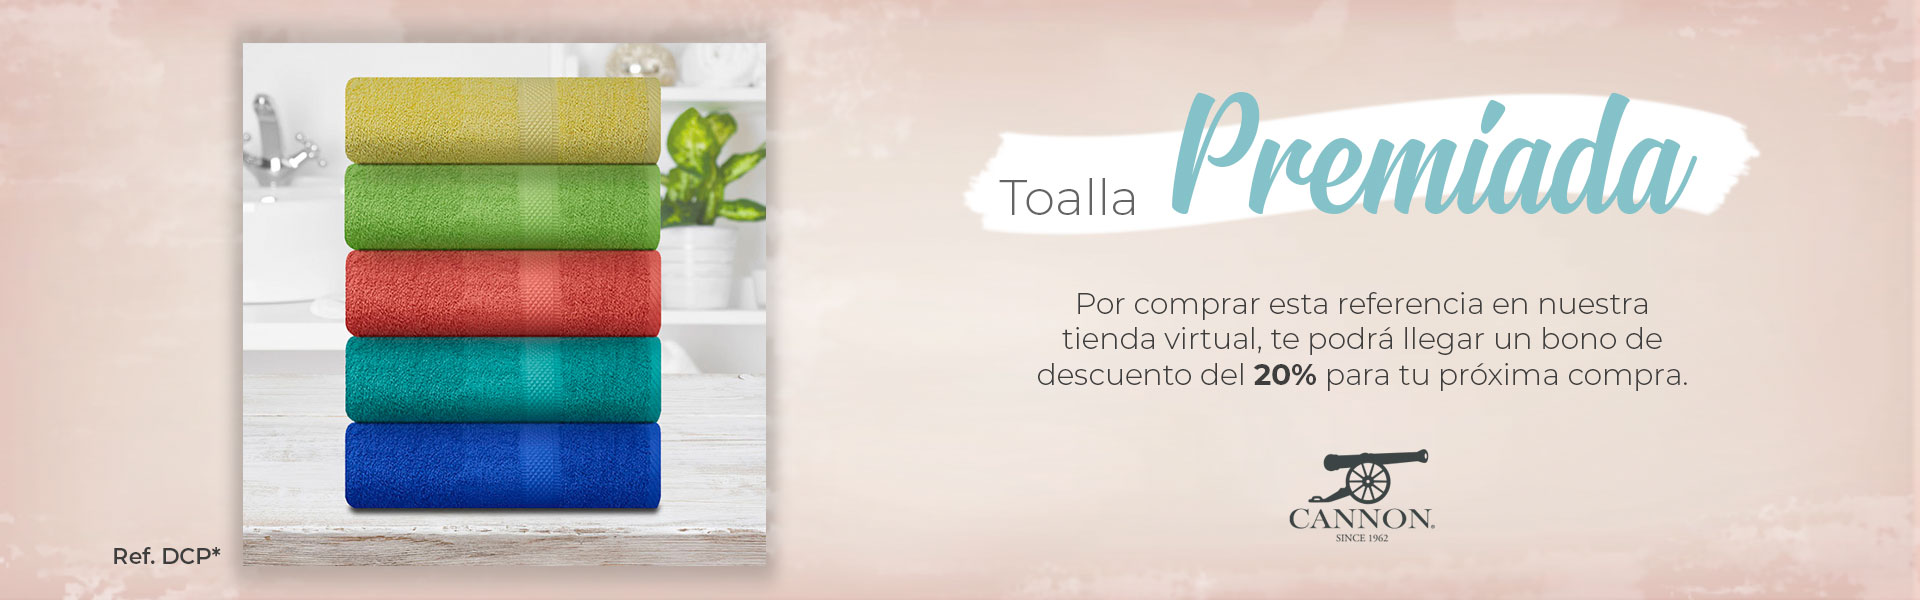 Toalla Premiada
Por comprar esta referencia en nuestra
tienda virtual, te podrá llegar un bono de
descuento del 20% para tu próxima compra.
CANNON®
SINCE 1962
Ref. DCP*